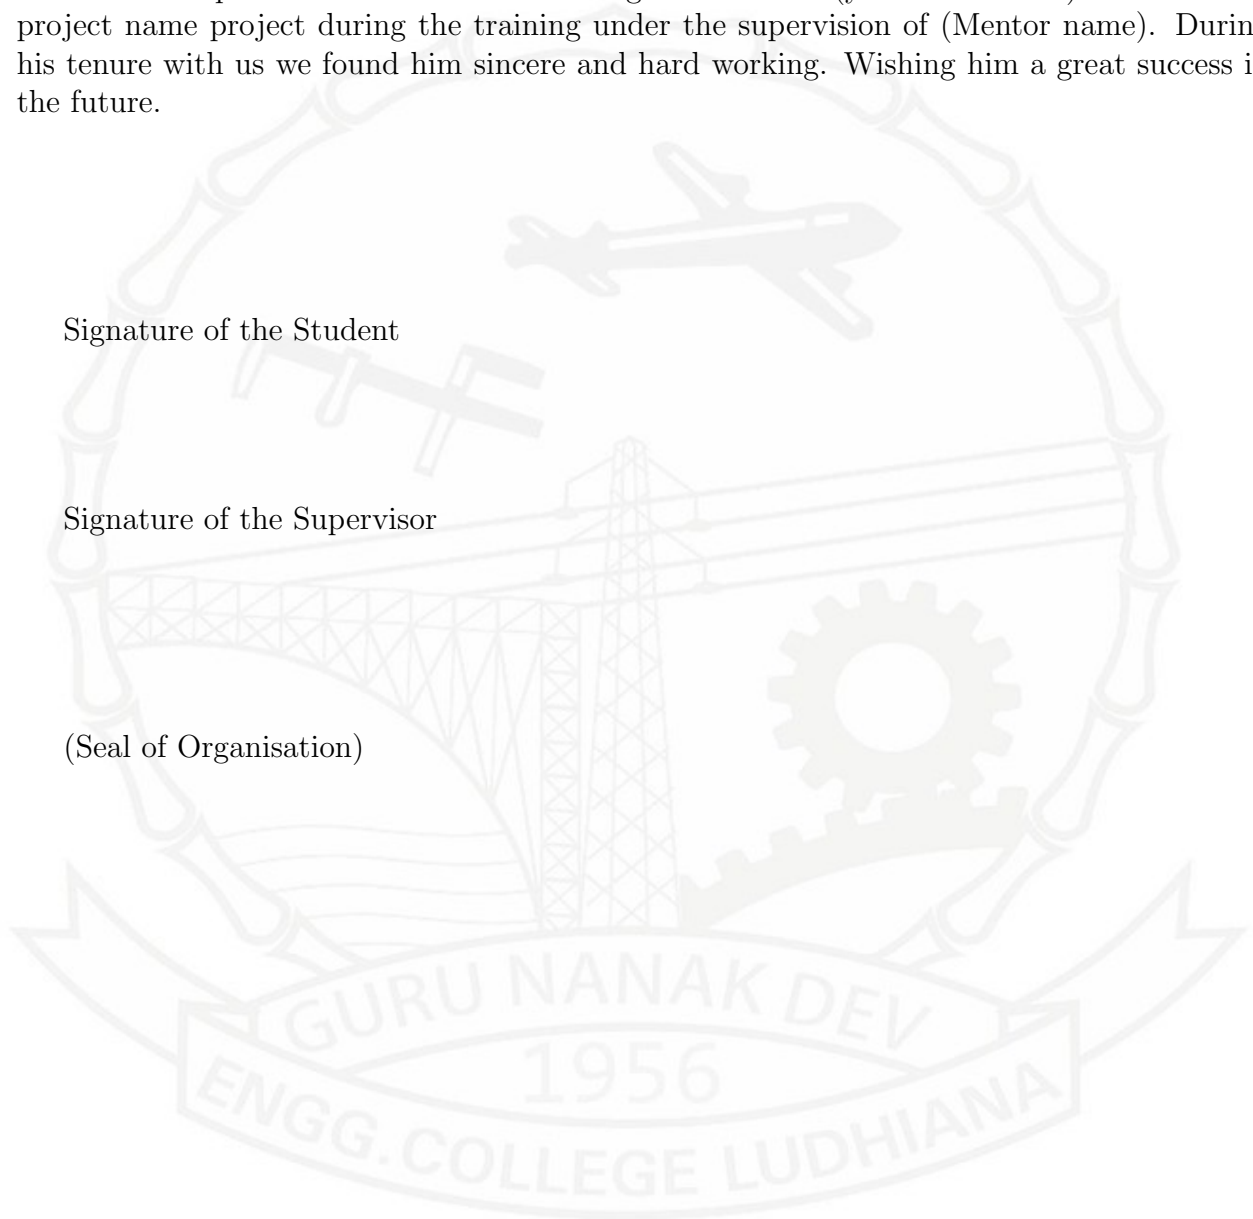 project name project during the training under the supervision of (Mentor name). Durin
his tenure with us we found him sincere and hard working. Wishing him a great success i
the future.
Signature of the Student
Signature of the Supervisor
(Seal of Organisation)
GURU NANAK DEV
1956
ENGG.COLLEGE LUDHIANA